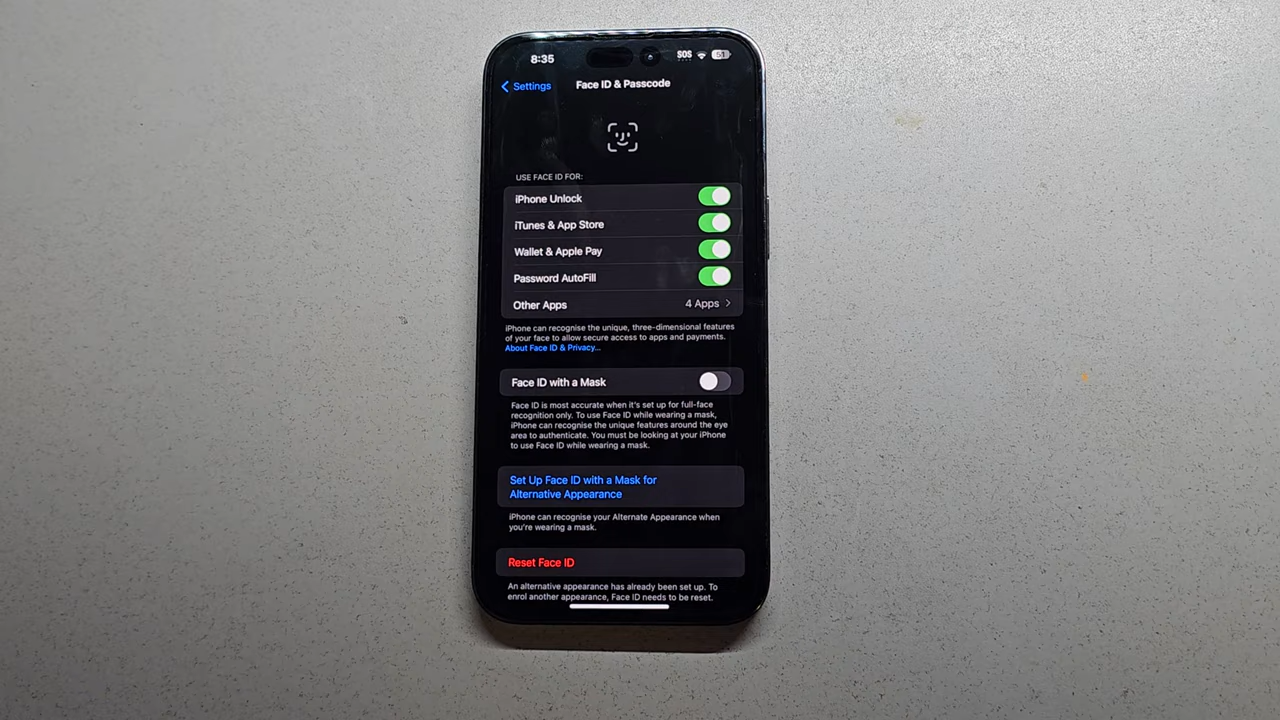 8:35 SOS 51
Settings Face ID & Passcode
USE FACE ID FOR:
iPhone Unlock
iTunes & App Store
Wallet & Apple Pay
Password AutoFill
Other Apps 4 Apps
iPhone can recognise the unique, three-dimensional features
of your face to allow secure access to apps and payments.
About Face ID & Privacy...
Face ID with a Mask
Face ID is most accurate when it's set up for full-face
recognition only. To use Face ID while wearing a mask,
iPhone can recognise the unique features around the eye
area to authenticate. You must be looking at your iPhone
to use Face ID while wearing a mask.
Set Up Face ID with a Mask for
Alternative Appearance
iPhone can recognise your Alternate Appearance when
you're wearing a mask.
Reset Face ID
An alternative appearance has already been set up. To
enrol another appearance, Face ID needs to be reset.